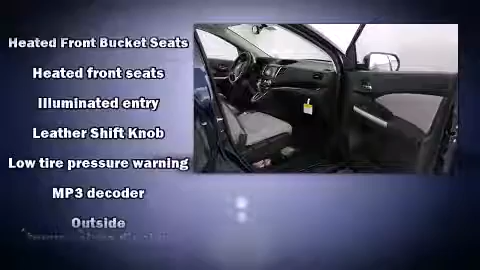 Heated Front Bucket Seats
Heated front seats
Illuminated entry
Leather Shift Knob
Low tire pressure warning
MP3 decoder
Outside